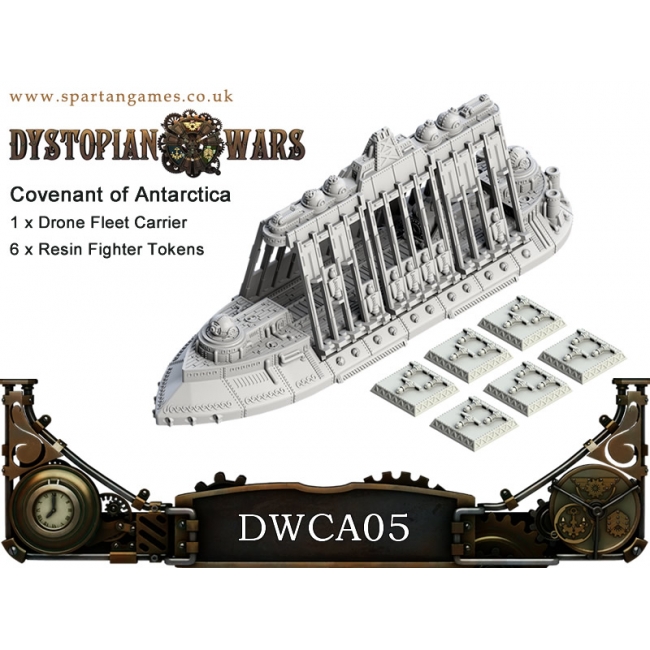 www.spartangames.co.uk
DYSTOPIAN WARS
Covenant of Antarctica
1 x Drone Fleet Carrier
6 x Resin Fighter Tokens
DWCA05